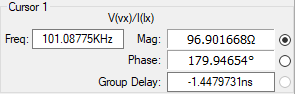 Cursor 1
V(vx)/I(Ix)
Freq: 101.08775KHz Mag: 96.901668Ω
Phase: 179.94654°
Group Delay: -1.4479731ns